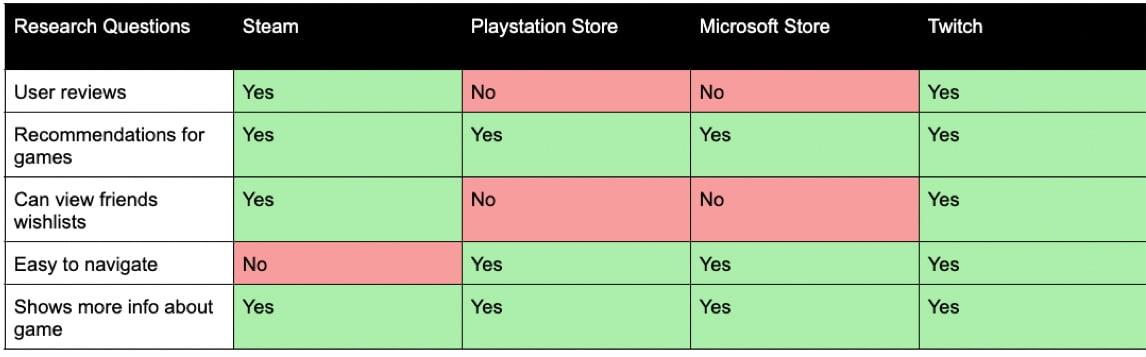 Research Questions Steam Playstation Store Microsoft Store Twitch
User reviews Yes No No Yes
Recommendations for Yes Yes Yes Yes
games
Can view friends Yes No No Yes
wishlists
Easy to navigate No Yes Yes Yes
Shows more info about Yes Yes Yes Yes
game